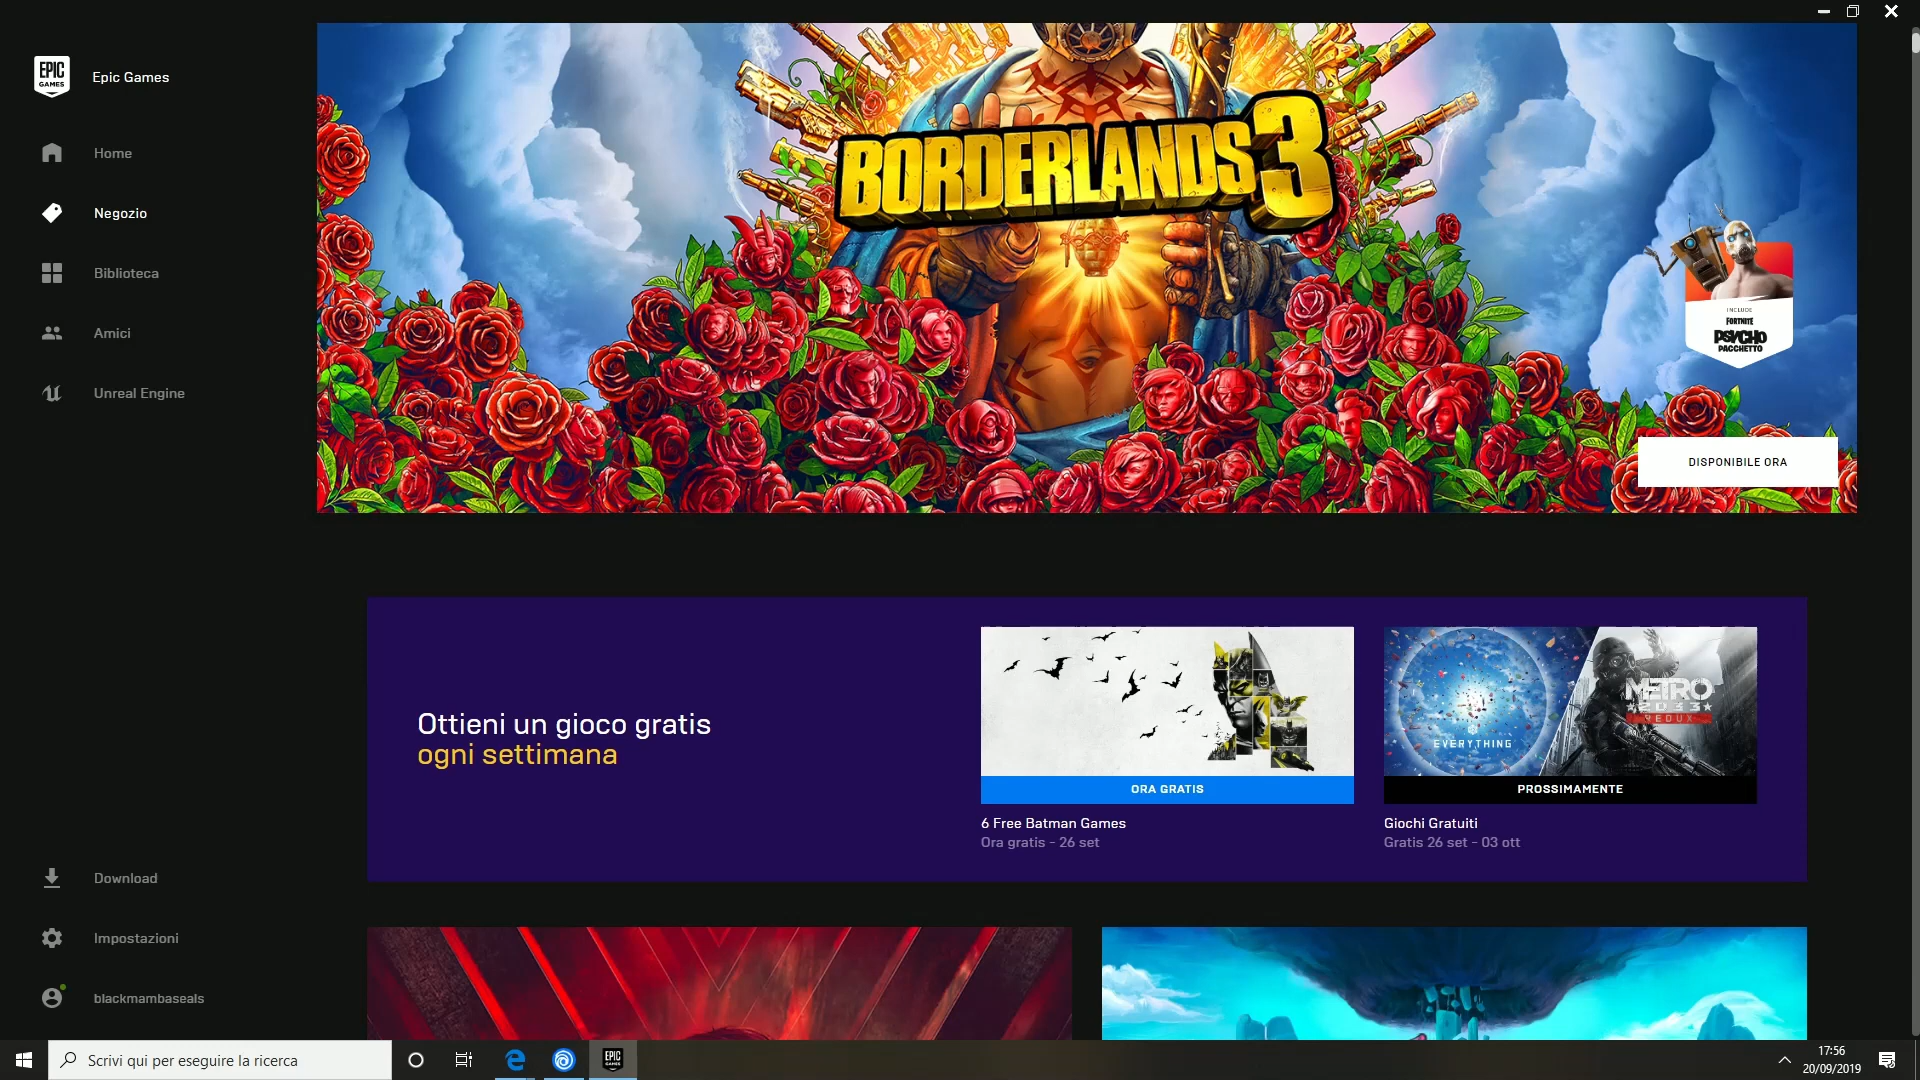 EPIC
GAMES
Epic Games
Home
Negozio
Biblioteca
Amici
Unreal Engine
BORDERLANDS 3
INCLUDE
FORTNITE
PSYCHO
PACCHETTO
DISPONIBILE ORA
Ottieni un gioco gratis
ogni settimana
EVERYTHING
METRO
2033
REDUX
ORA GRATIS
PROSSIMAMENTE
6 Free Batman Games
Ora gratis - 26 set
Giochi Gratuiti
Gratis 26 set - 03 ott
Download
Impostazioni
blackmambaseals
Scrivi qui per eseguire la ricerca
EPIC
GAMES
17:56
20/09/2019